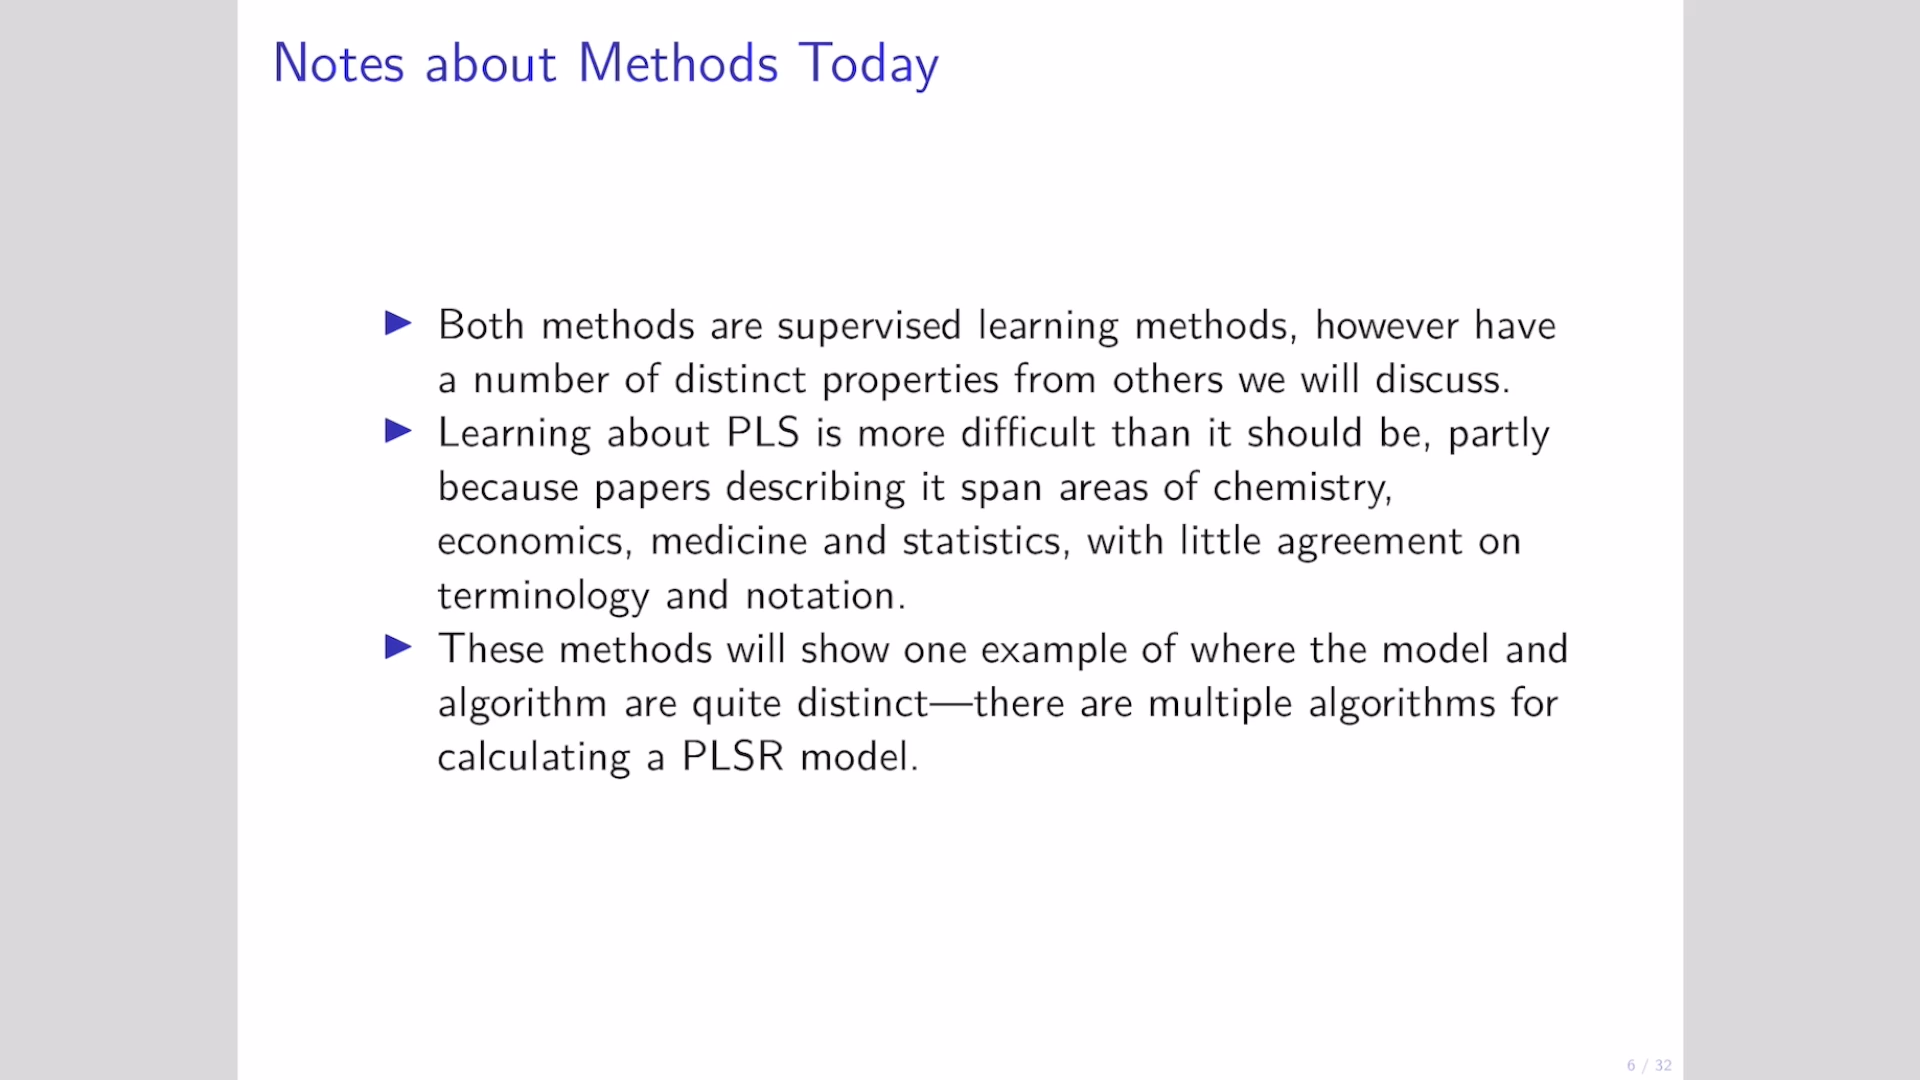 Notes about Methods Today
Both methods are supervised learning methods, however have
a number of distinct properties from others we will discuss.
Learning about PLS is more difficult than it should be, partly
because papers describing it span areas of chemistry,
economics, medicine and statistics, with little agreement on
terminology and notation.
These methods will show one example of where the model and
algorithm are quite distinct—there are multiple algorithms for
calculating a PLSR model.
6 / 32